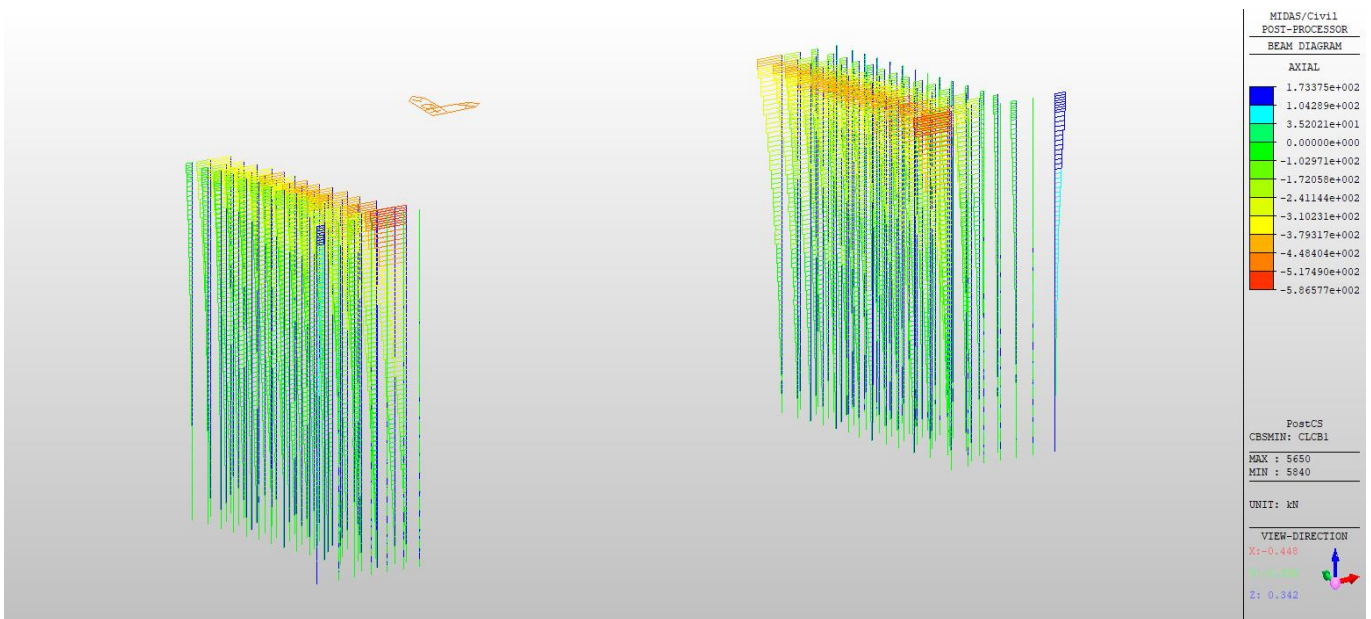 MIDAS/Civil
POST-PROCESSOR
BEAM DIAGRAM
AXIAL
1.73375e+002
1.04289e+002
3.52021e+001
0.00000e+000
-1.02971e+002
-1.72058e+002
-2.41144e+002
-3.10231e+002
-3.79317e+002
-4.48404e+002
-5.17490e+002
-5.86577e+002
PostCS
CBSMIN: CLCB1
MAX : 5650
MIN : 5840
UNIT: kN
VIEW-DIRECTION
X:-0.448
Z: 0.342